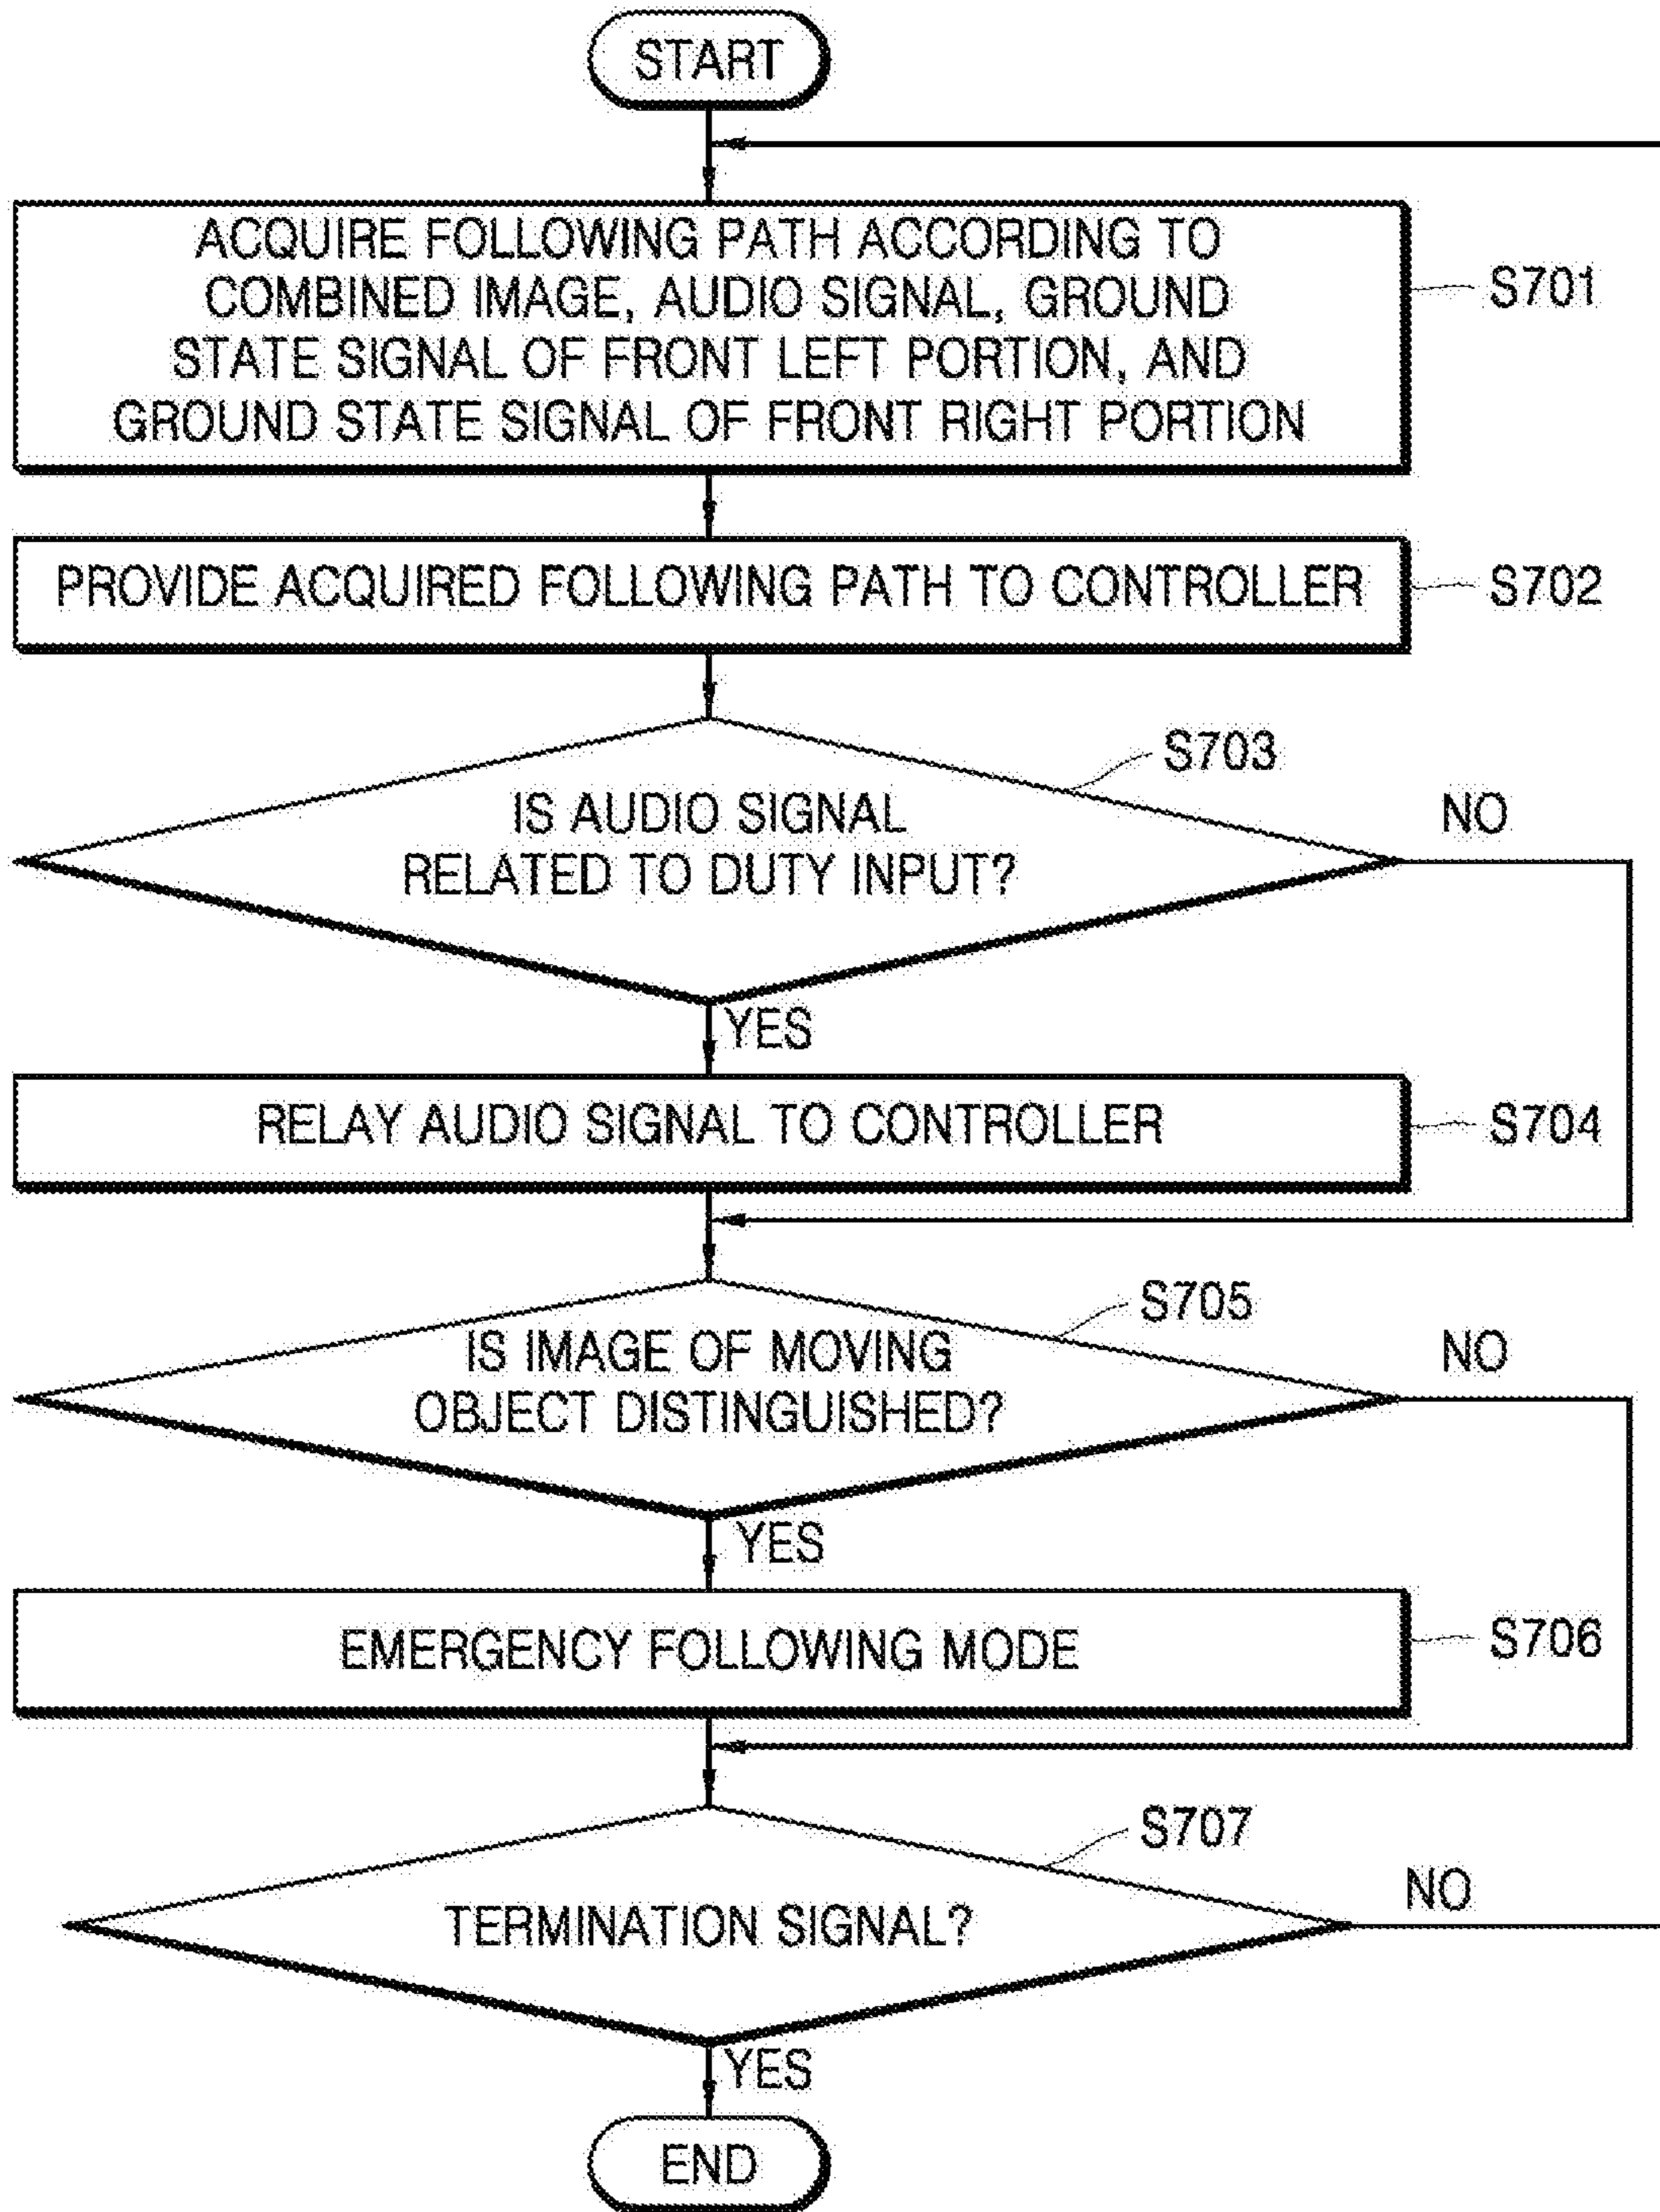 START
ACQUIRE FOLLOWING PATH ACCORDING TO
COMBINED IMAGE, AUDIO SIGNAL, GROUND
STATE SIGNAL OF FRONT LEFT PORTION, AND
GROUND STATE SIGNAL OF FRONT RIGHT PORTION
S701
PROVIDE ACQUIRED FOLLOWING PATH TO CONTROLLER
S702
S703
IS AUDIO SIGNAL
RELATED TO DUTY INPUT?
NO
YES
RELAY AUDIO SIGNAL TO CONTROLLER
S704
S705
IS IMAGE OF MOVING
OBJECT DISTINGUISHED?
NO
YES
EMERGENCY FOLLOWING MODE
S706
S707
TERMINATION SIGNAL?
NO
YES
END